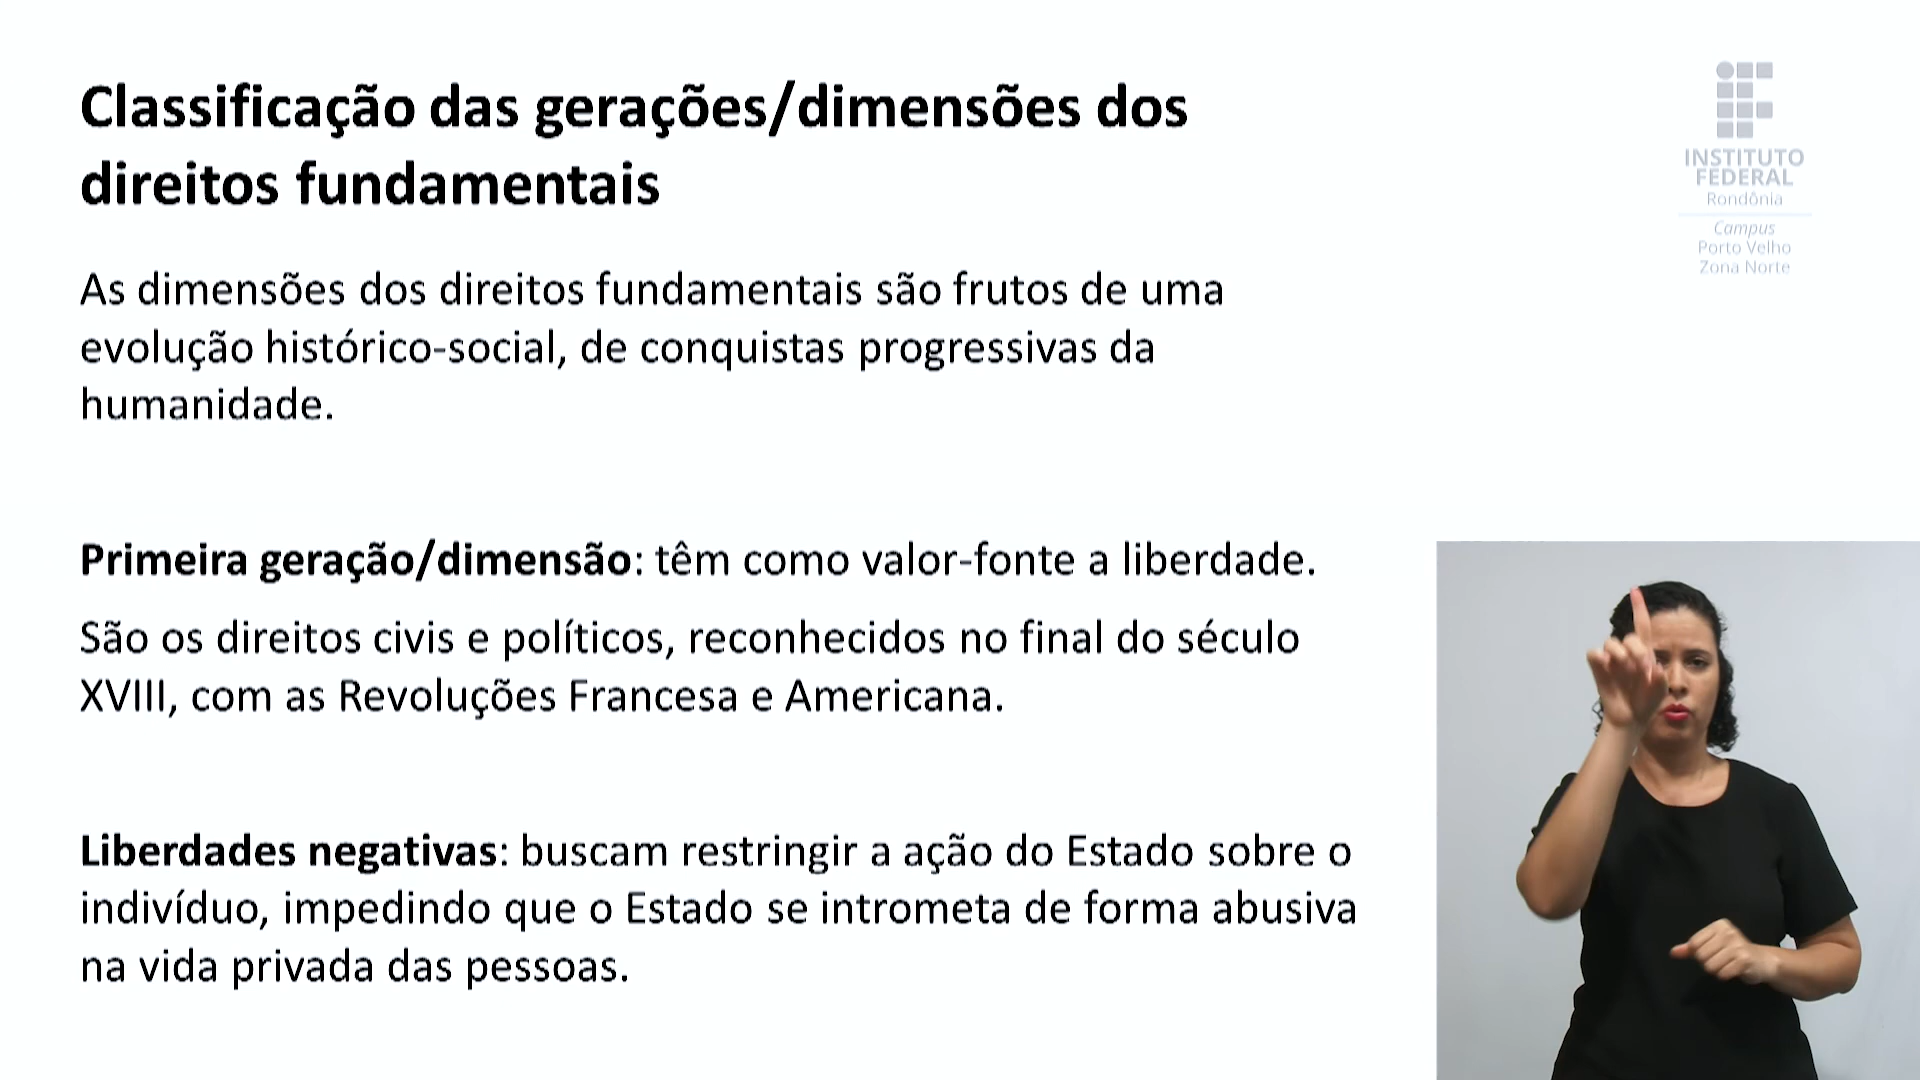 Classificação das gerações/dimensões dos
direitos fundamentais
As dimensões dos direitos fundamentais são frutos de uma
evolução histórico-social, de conquistas progressivas da
humanidade.
Primeira geração/dimensão: têm como valor-fonte a liberdade.
São os direitos civis e políticos, reconhecidos no final do século
XVIII, com as Revoluções Francesa e Americana.
Liberdades negativas: buscam restringir a ação do Estado sobre o
indivíduo, impedindo que o Estado se intrometa de forma abusiva
na vida privada das pessoas.
INSTITUTO
FEDERAL
Rondônia
Campus
Porto Velho
Zona Norte